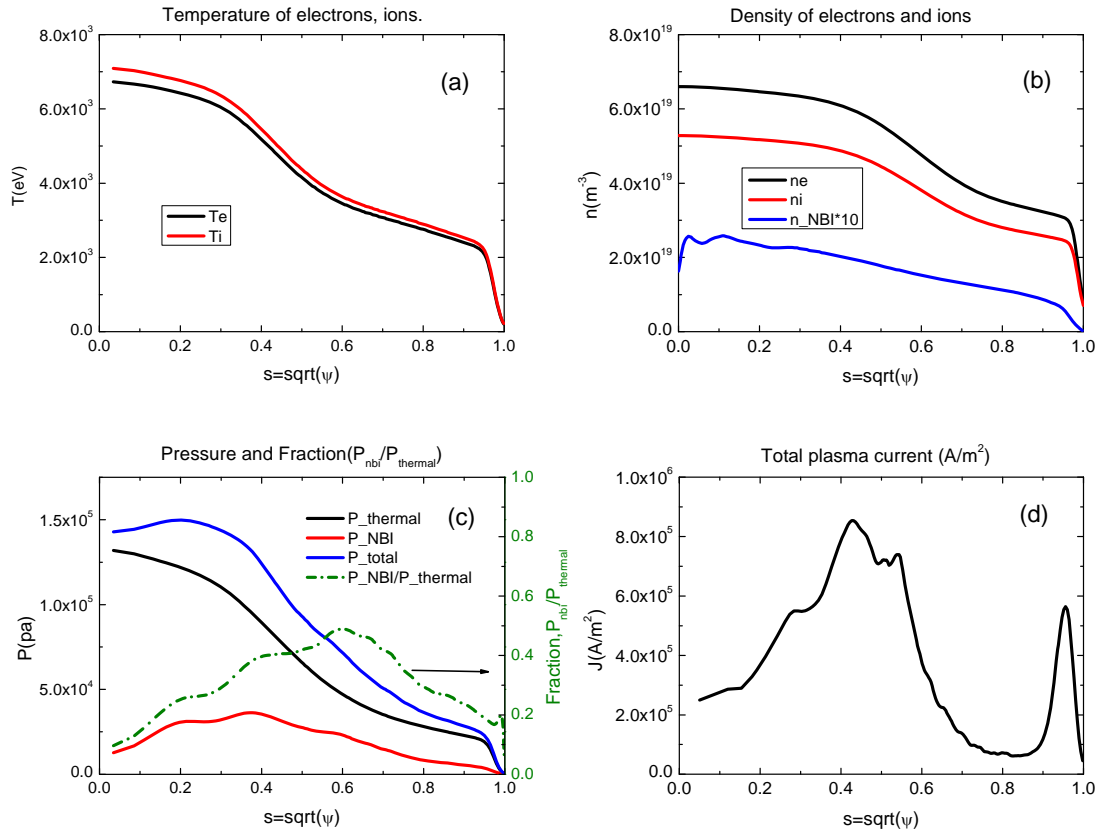 Temperature of electrons, ions.
8.0x10³
6.0x10³
4.0x10³
2.0x10³
0.0
T(eV)
(a)
Te
Ti
0.0 0.2 0.4 0.6 0.8 1.0
s=sqrt(ψ)
Density of electrons and ions
8.0x10¹⁹
6.0x10¹⁹
4.0x10¹⁹
2.0x10¹⁹
0.0
n(m⁻³)
(b)
ne
ni
n_NBI*10
0.0 0.2 0.4 0.6 0.8 1.0
s=sqrt(ψ)
Pressure and Fraction(P_nbi/P_thermal)
1.5x10⁵
1.0x10⁵
5.0x10⁴
0.0
P(pa)
(c)
P_thermal
P_NBI
P_total
P_NBI/P_thermal
1.0
0.8
0.6
0.4
0.2
0.0
Fraction,P_nbi/P_thermal
0.0 0.2 0.4 0.6 0.8 1.0
s=sqrt(ψ)
Total plasma current (A/m²)
1.0x10⁶
8.0x10⁵
6.0x10⁵
4.0x10⁵
2.0x10⁵
0.0
J(A/m²)
(d)
0.0 0.2 0.4 0.6 0.8 1.0
s=sqrt(ψ)